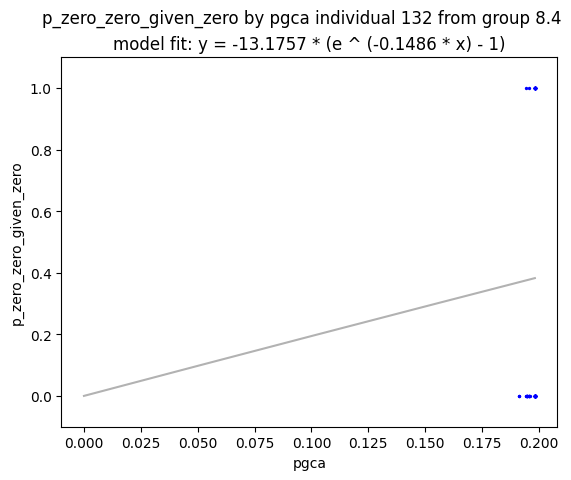 p_zero_zero_given_zero by pgca individual 132 from group 8.4
model fit: y = -13.1757 * (e ^ (-0.1486 * x) - 1)
1.0
0.8
0.6
0.4
0.2
0.0
p_zero_zero_given_zero
0.000 0.025 0.050 0.075 0.100 0.125 0.150 0.175 0.200
pgca